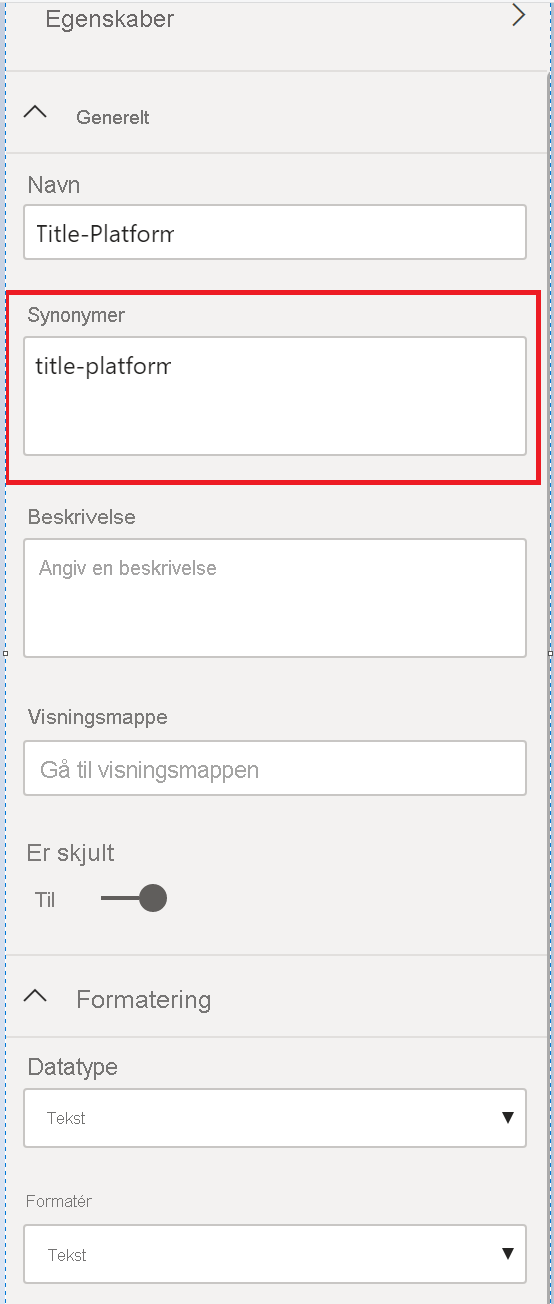 Egenskaber
Generelt
Navn
Title-Platform
Synonymer
title-platform
Beskrivelse
Angiv en beskrivelse
Visningsmappe
Gå til visningsmappen
Er skjult
Til
Formatering
Datatype
Tekst
Formatér
Tekst